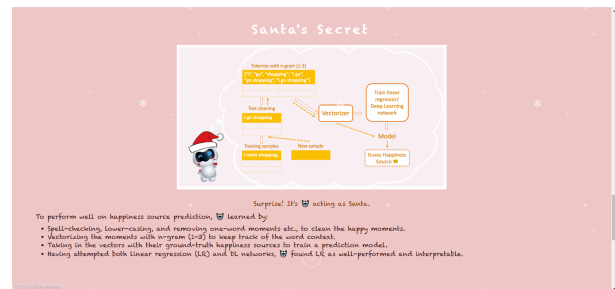 Santa's Secret
Tokenize with n-gram (1-3)
["I", "go", "shopping", "I go",
"go shopping", "I go shopping"]
Text cleaning
I go shopping
Training samples
I went shopping.
New sample
Vectorizer
Train linear
regressor/
Deep Learning
network
Model
Guess Happiness
Source
Surprise! It's 🐼 acting as Santa.
To perform well on happiness source prediction, 🐼 learned by:
• Spell-checking, lower-casing, and removing one-word moments etc., to clean the happy moments.
• Vectorizing the moments with n-gram (1-3) to keep track of the word context.
• Taking in the vectors with their ground-truth happiness sources to train a prediction model.
• Having attempted both linear regression (LR) and DL networks, 🐼 found LR as well-performed and interpretable.